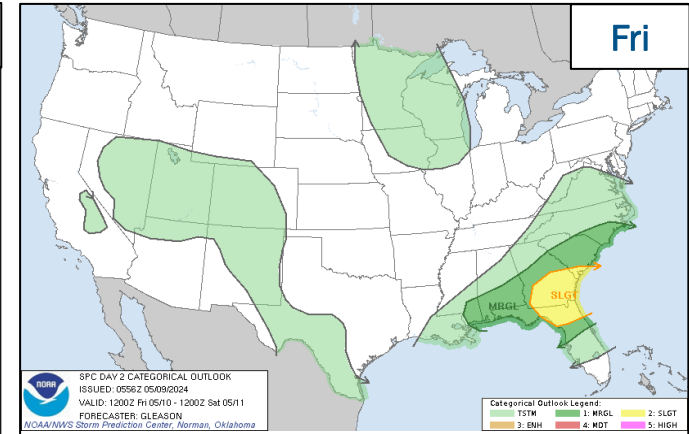 Fri
MRGL
SLGT
NOAA
SPC DAY 2 CATEGORICAL OUTLOOK
ISSUED: 0556Z 05/09/2024
VALID: 1200Z Fri 05/10 - 1200Z Sat 05/11
FORECASTER: GLEASON
NOAA/NWS Storm Prediction Center, Norman, Oklahoma
Categorical Outlook Legend:
TSTM 1: MRGL 2: SLGT
3: ENH 4: MDT 5: HIGH